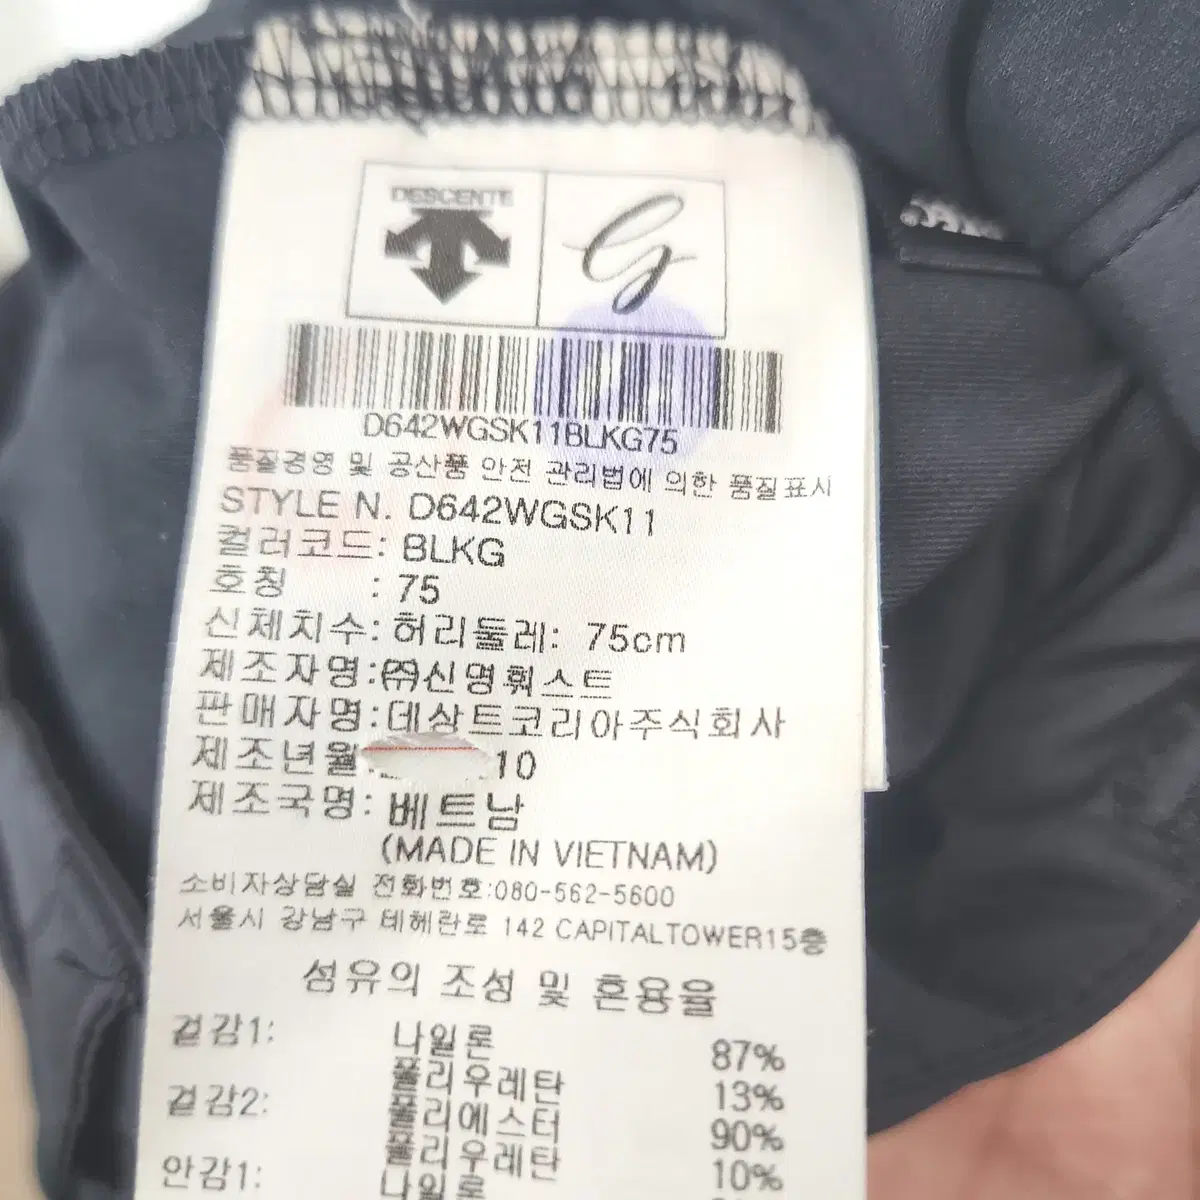 DESCENTE
G
D642WGSK11BLKG75
품질경영 및 공산품 안전 관리법에 의한 품질표시
STYLE N. D642WGSK11
컬러코드: BLKG
호칭 : 75
신체치수: 허리둘레: 75cm
제조자명:㈜신명훠스트
판매자명:데상트코리아주식회사
제조년월: 10
제조국명: 베트남
(MADE IN VIETNAM)
소비자상담실 전화번호:080-562-5600
서울시 강남구 테헤란로 142 CAPITALTOWER15층
섬유의 조성 및 혼용율
겉감1: 나일론 87%
폴리우레탄 13%
겉감2: 폴리에스터 90%
폴리우레탄 10%
안감1: 나일론